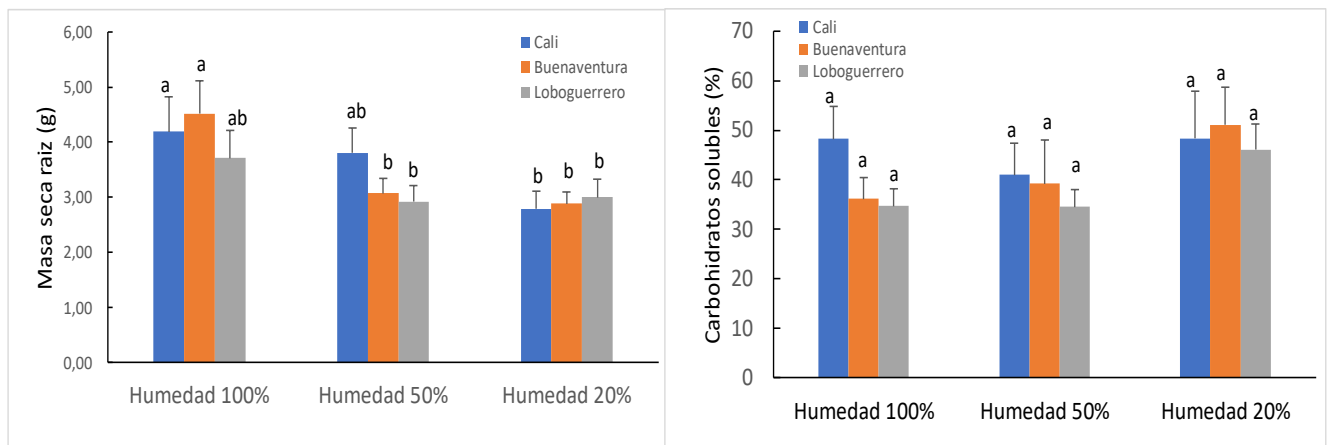 Masa seca raiz (g)
6,00
5,00
4,00
3,00
2,00
1,00
0,00
Cali
Buenaventura
Loboguerrero
a
a
ab
ab
b
b
b
b
b
Humedad 100%
Humedad 50%
Humedad 20%
Carbohidratos solubles (%)
70
60
50
40
30
20
10
0
Cali
Buenaventura
Loboguerrero
a
a
a
a
a
a
a
a
a
Humedad 100%
Humedad 50%
Humedad 20%